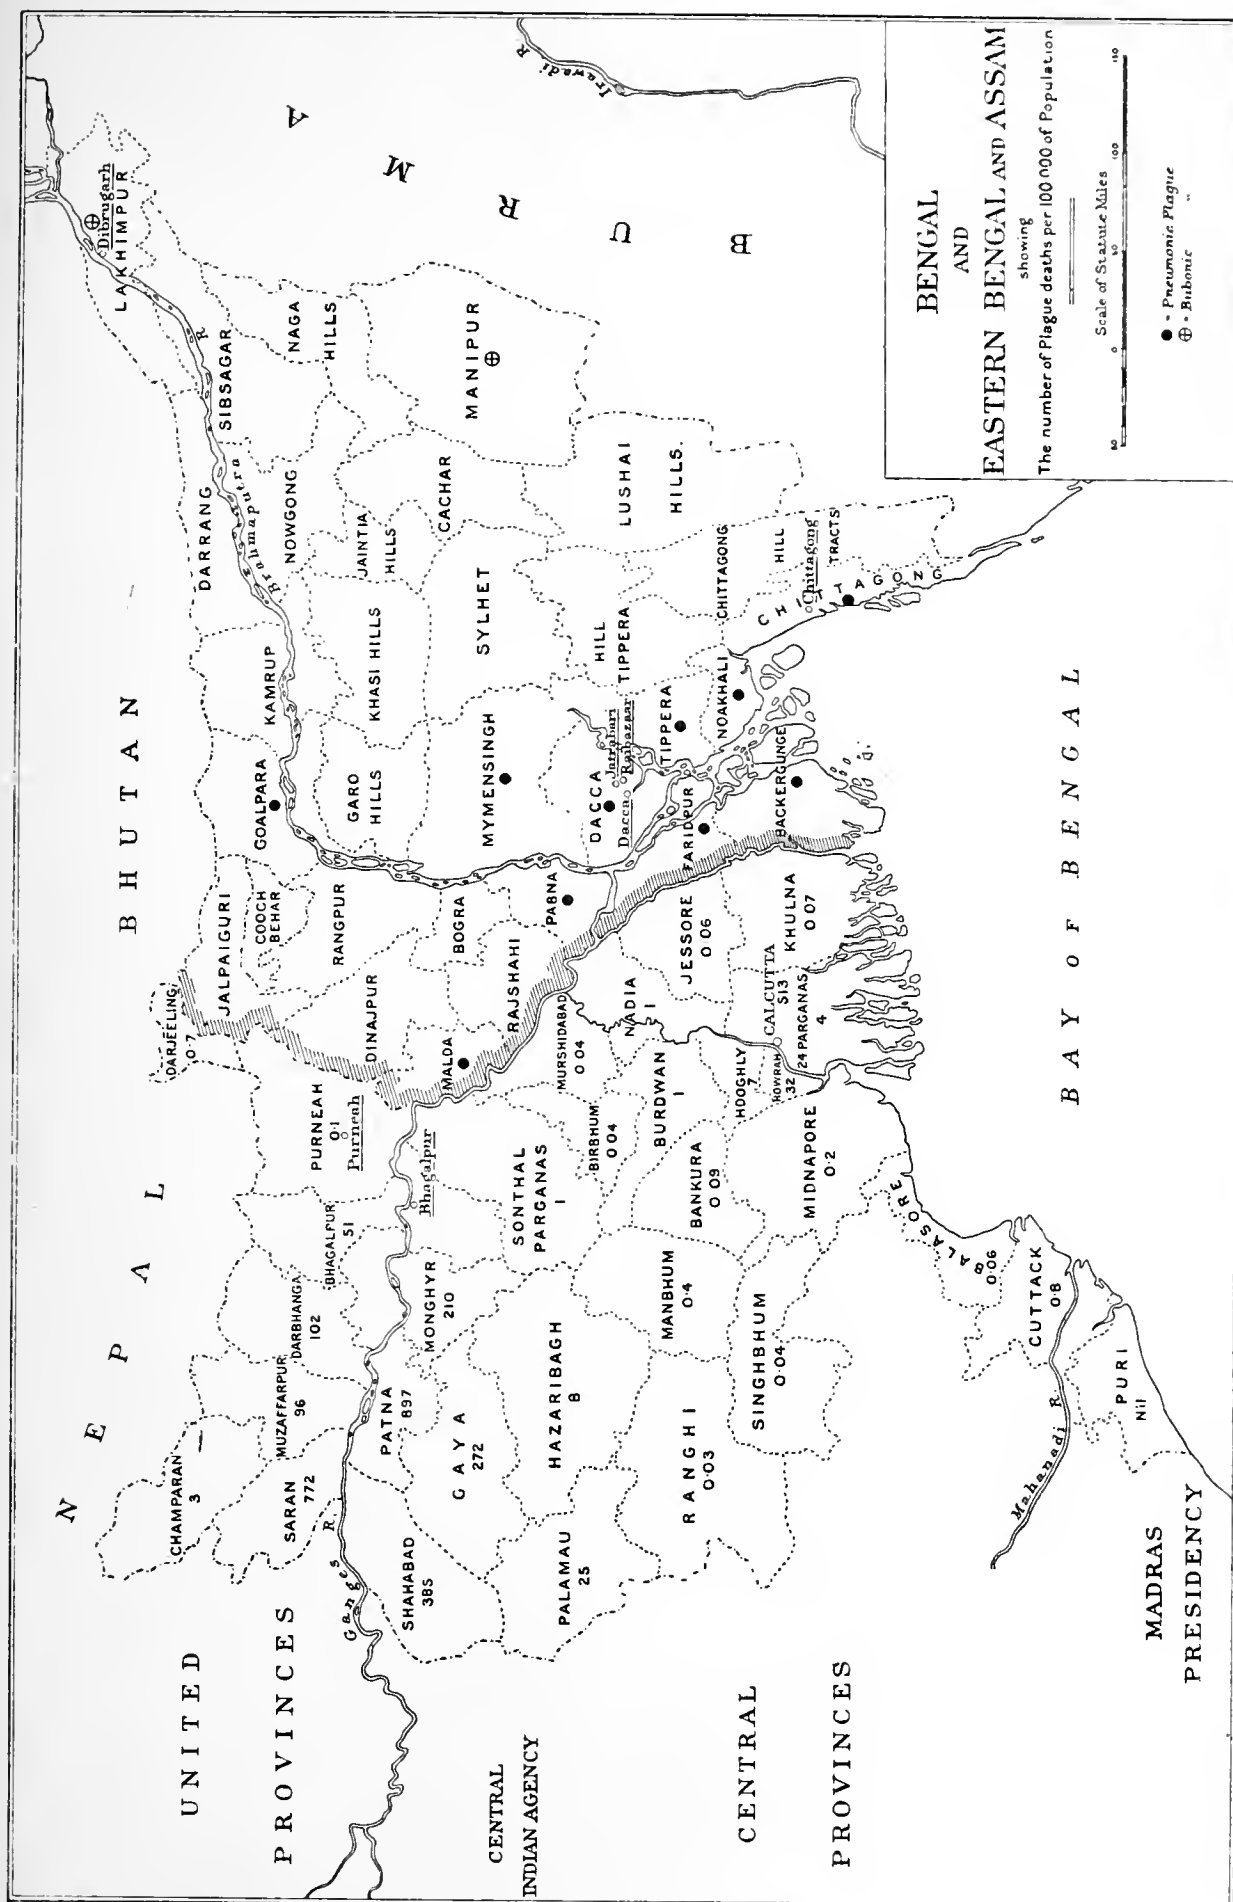 BENGAL
AND
EASTERN BENGAL AND ASSAM
showing
The number of Plague deaths per 100 000 of Population
Scale of Statute Miles
50 0 50 100 150
● - Pneumonic Plague
⊕ - Bubonic "
NEPAL
BHUTAN
BURMA
Irawadi R
UNITED
PROVINCES
CENTRAL
INDIAN AGENCY
CENTRAL
PROVINCES
MADRAS
PRESIDENCY
BAY OF BENGAL
Ganges R.
Brahmaputra R
Mahanadi R.
CHAMPARAN
3
SARAN
772
MUZAFFARPUR
96
DARBHANGA
102
BHAGALPUR
51
Bhagalpur
PURNEAH
0·1
Purneah
DARJEELING
0·7
JALPAIGURI
COOCH
BEHAR
RANGPUR
DINAJPUR
MALDA
BOGRA
RAJSHAHI
PABNA
GOALPARA
KAMRUP
DARRANG
NOWGONG
SIBSAGAR
LAKHIMPUR
Dibrugarh
NAGA
HILLS
MANIPUR
GARO
HILLS
KHASI HILLS
JAINTIA
HILLS
CACHAR
SYLHET
MYMENSINGH
LUSHAI
HILLS.
HILL
TIPPERA
DACCA
Dacca
Jatrabari
Raibazaar
TIPPERA
NOAKHALI
CHITTAGONG
HILL
TRACTS
Chittagong
CHITTAGONG
FARIDPUR
BACKERGUNGE
SHAHABAD
385
PATNA
897
GAYA
272
MONGHYR
210
SONTHAL
PARGANAS
1
PALAMAU
25
HAZARIBAGH
8
RANGHI
0·03
MANBHUM
0·4
SINGHBHUM
0·04
MURSHIDABAD
0 04
BIRBHUM
0 04
BURDWAN
1
BANKURA
0 09
NADIA
1
JESSORE
0·06
KHULNA
0 07
HOOGHLY
7
HOWRAH
32
CALCUTTA
513
24 PARGANAS
4
MIDNAPORE
0·2
BALASORE
0·06
CUTTACK
0·8
PURI
Nil